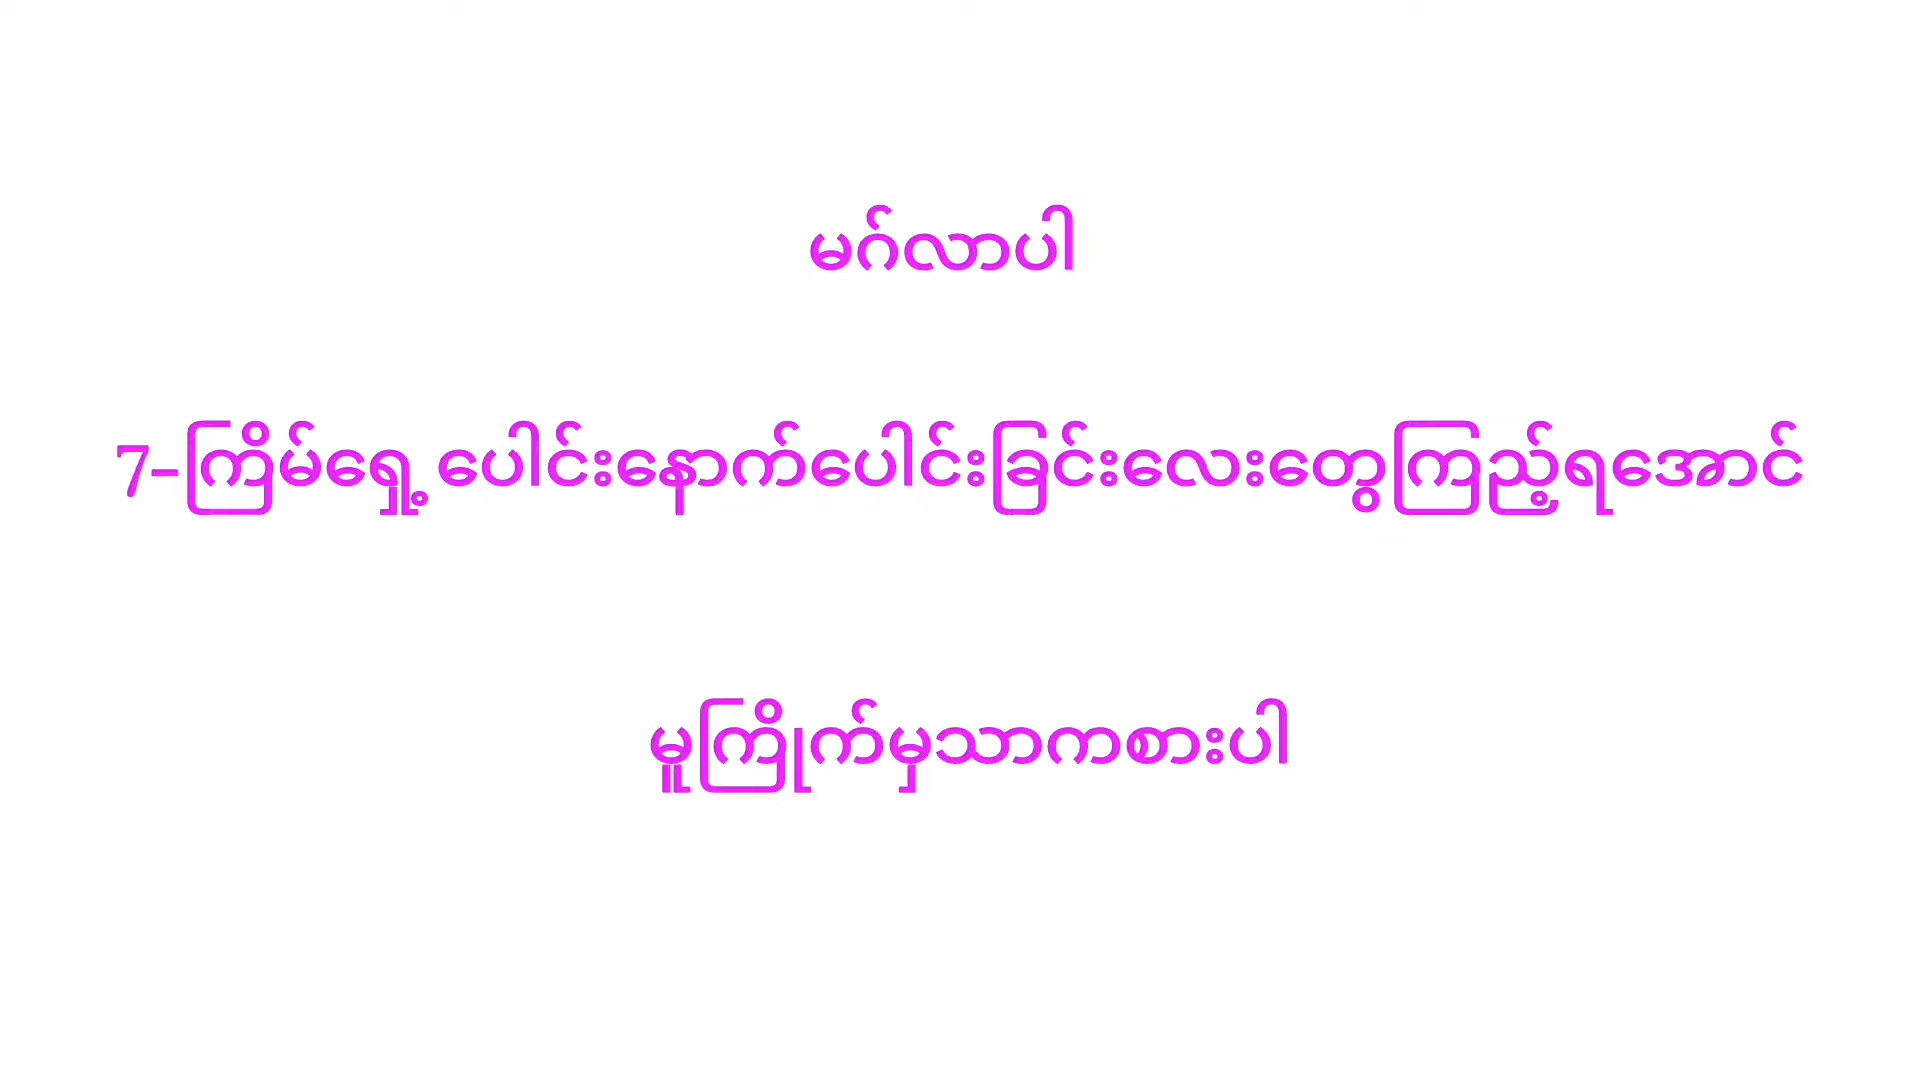 မဂ်လာပါ
7-ကြိမ်ရှေ့ပေါင်းနောက်ပေါင်းခြင်းလေးတွေကြည့်ရအောင်
မူကြိုက်မှသာကစားပါ